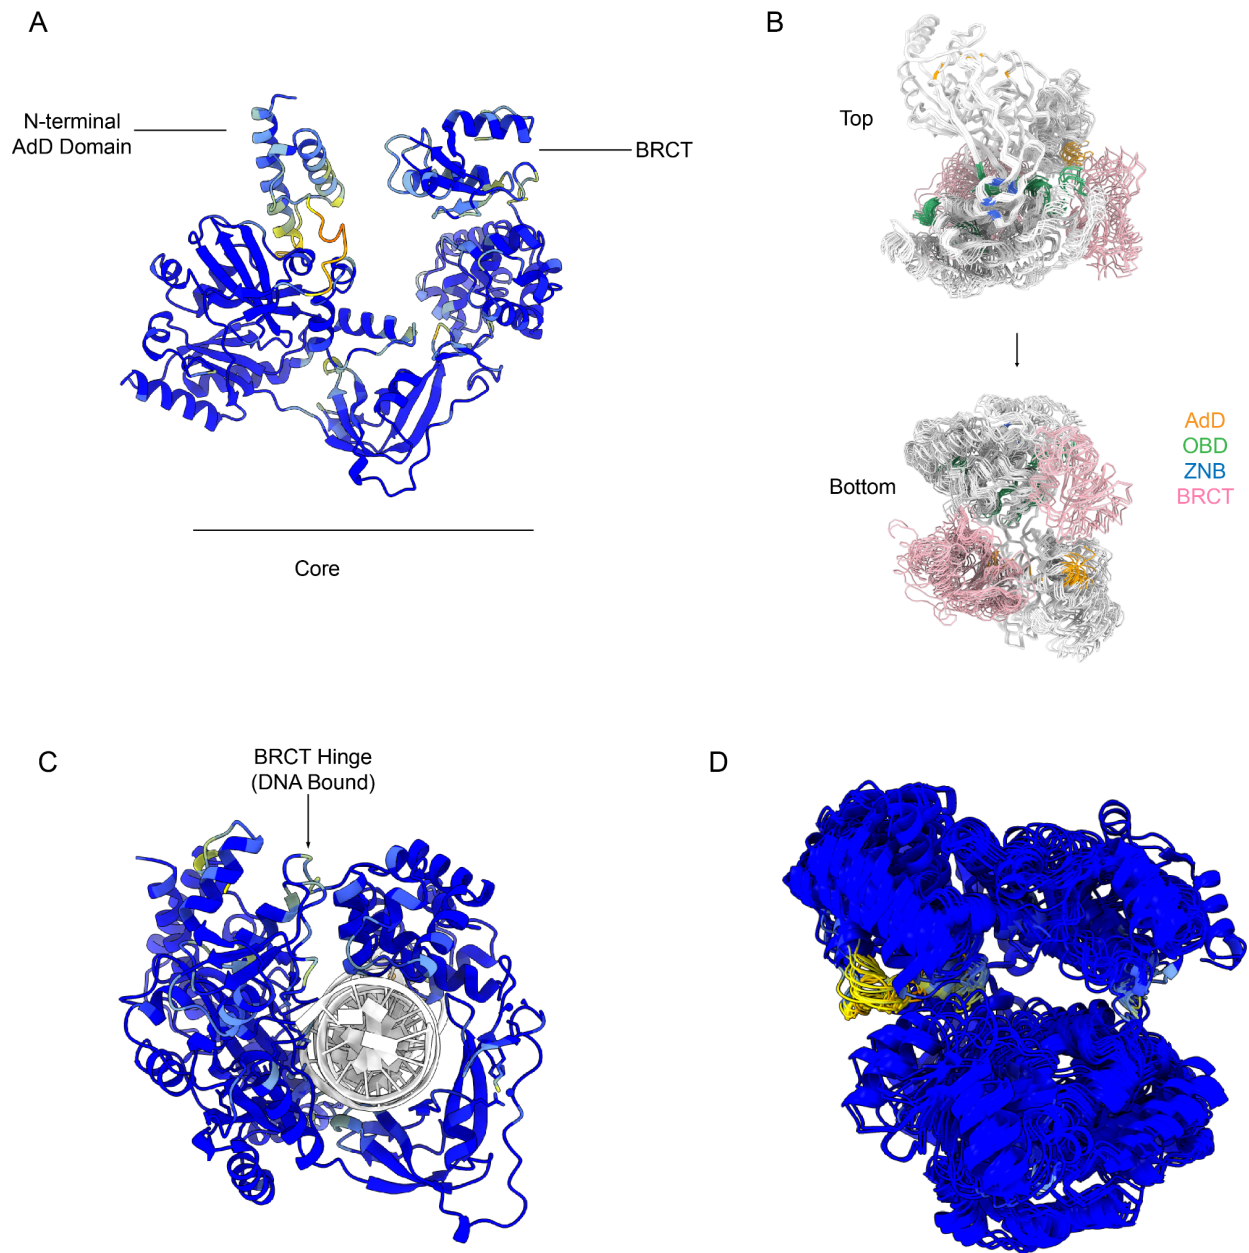 A
N-terminal
AdD Domain
BRCT
Core
B
Top
Bottom
AdD
OBD
ZNB
BRCT
C
BRCT Hinge
(DNA Bound)
D